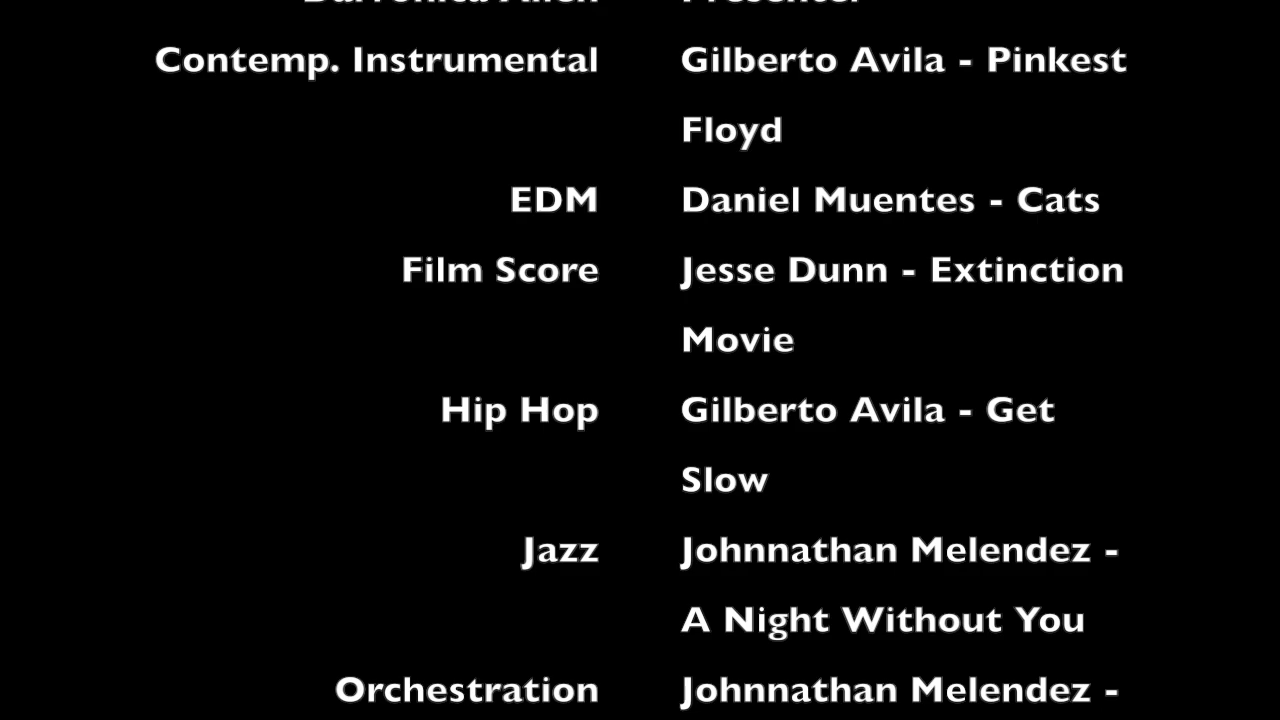 Contemp. Instrumental Gilberto Avila - Pinkest
Floyd
EDM Daniel Muentes - Cats
Film Score Jesse Dunn - Extinction
Movie
Hip Hop Gilberto Avila - Get
Slow
Jazz Johnnathan Melendez -
A Night Without You
Orchestration Johnnathan Melendez -